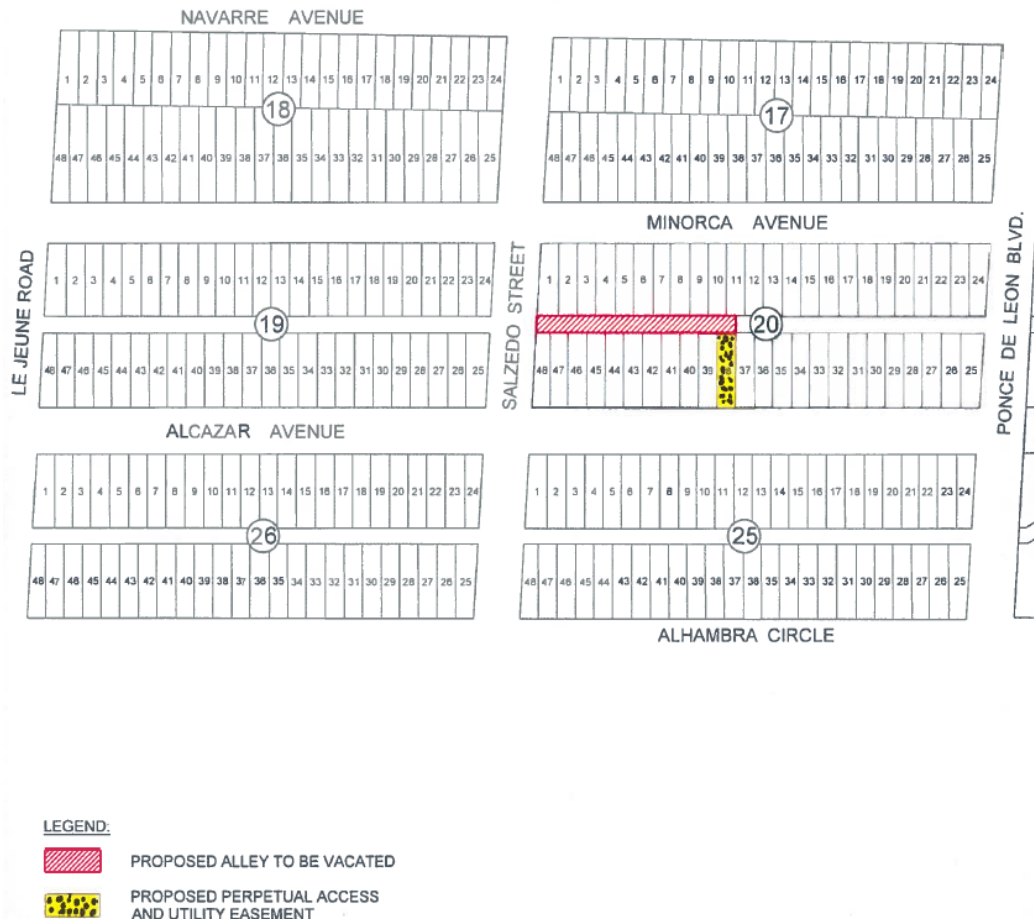 NAVARRE AVENUE
1 2 3 4 5 6 7 8 9 10 11 12 13 14 15 16 17 18 19 20 21 22 23 24
1 2 3 4 5 6 7 8 9 10 11 12 13 14 15 16 17 18 19 20 21 22 23 24
18
17
48 47 46 45 44 43 42 41 40 39 38 37 36 35 34 33 32 31 30 29 28 27 26 25
48 47 46 45 44 43 42 41 40 39 38 37 36 35 34 33 32 31 30 29 28 27 26 25
MINORCA AVENUE
LE JEUNE ROAD
SALZEDO STREET
PONCE DE LEON BLVD.
1 2 3 4 5 6 7 8 9 10 11 12 13 14 15 16 17 18 19 20 21 22 23 24
1 2 3 4 5 6 7 8 9 10 11 12 13 14 15 16 17 18 19 20 21 22 23 24
19
20
48 47 46 45 44 43 42 41 40 39 38 37 36 35 34 33 32 31 30 29 28 27 26 25
48 47 46 45 44 43 42 41 40 39 37 36 35 34 33 32 31 30 29 28 27 26 25
ALCAZAR AVENUE
1 2 3 4 5 6 7 8 9 10 11 12 13 14 15 16 17 18 19 20 21 22 23 24
1 2 3 4 5 6 7 8 9 10 11 12 13 14 15 16 17 18 19 20 21 22 23 24
26
25
48 47 46 45 44 43 42 41 40 39 38 37 36 35 34 33 32 31 30 29 28 27 26 25
48 47 46 45 44 43 42 41 40 39 38 37 36 35 34 33 32 31 30 29 28 27 26 25
ALHAMBRA CIRCLE
LEGEND:
PROPOSED ALLEY TO BE VACATED
PROPOSED PERPETUAL ACCESS
AND UTILITY EASEMENT